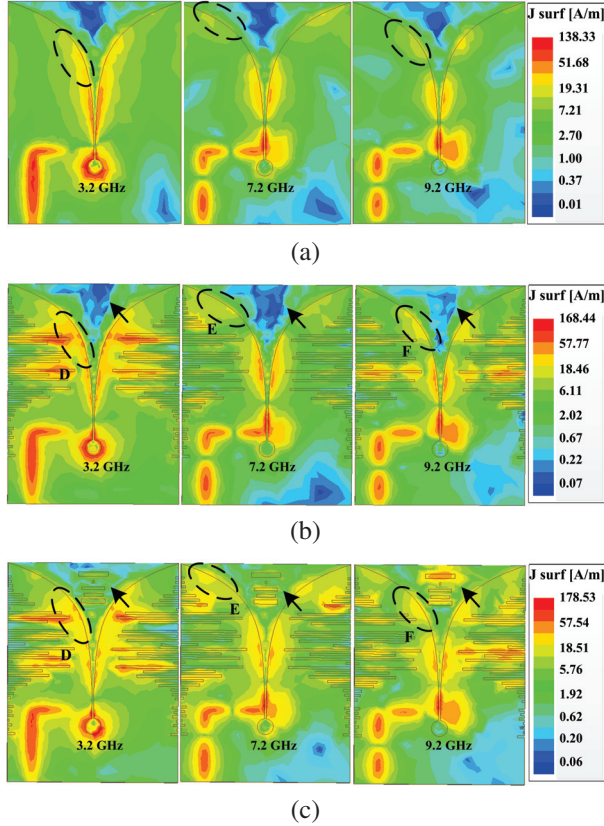 J surf [A/m]
138.33
51.68
19.31
7.21
2.70
1.00
0.37
0.01
3.2 GHz
7.2 GHz
9.2 GHz
(a)
J surf [A/m]
168.44
57.77
18.46
6.11
2.02
0.67
0.22
0.07
D
E
F
3.2 GHz
7.2 GHz
9.2 GHz
(b)
J surf [A/m]
178.53
57.54
18.51
5.76
1.92
0.62
0.20
0.06
D
E
F
3.2 GHz
7.2 GHz
9.2 GHz
(c)